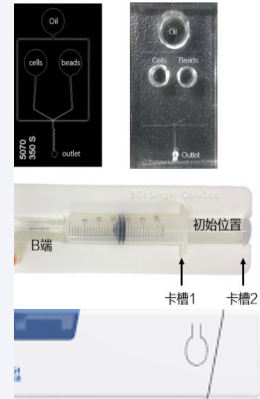 Oil
cells
beads
5070
350 S
outlet
Oil
Cells
Beads
Outlet
BGI Single-Cell-Seq
初始位置
B端
卡槽1
卡槽2